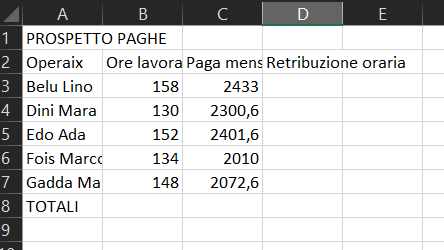 A B C D E
1 PROSPETTO PAGHE
2 Operaix Ore lavora Paga mens Retribuzione oraria
3 Belu Lino 158 2433
4 Dini Mara 130 2300,6
5 Edo Ada 152 2401,6
6 Fois Marco 134 2010
7 Gadda Ma 148 2072,6
8 TOTALI
9